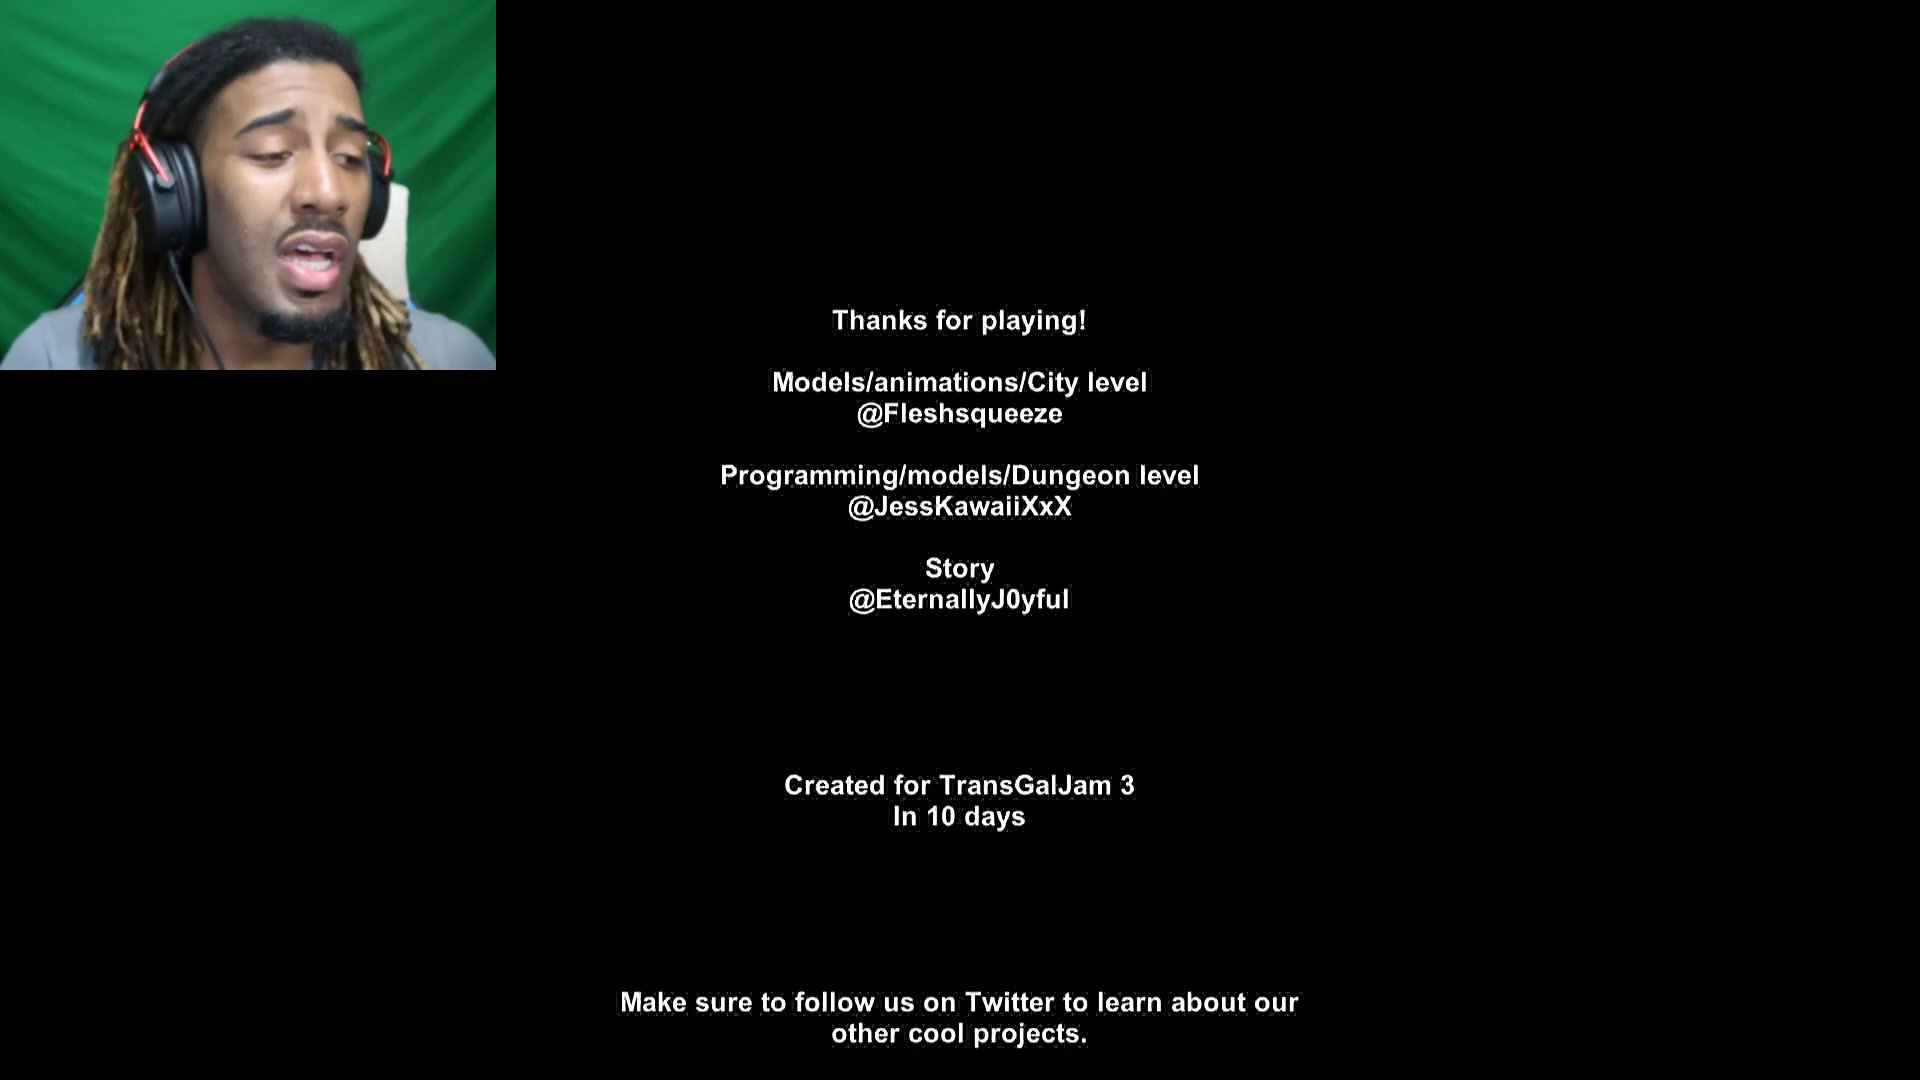 Thanks for playing!
Models/animations/City level
@Fleshsqueeze
Programming/models/Dungeon level
@JessKawaiiXxX
Story
@EternallyJ0yful
Created for TransGalJam 3
In 10 days
Make sure to follow us on Twitter to learn about our
other cool projects.